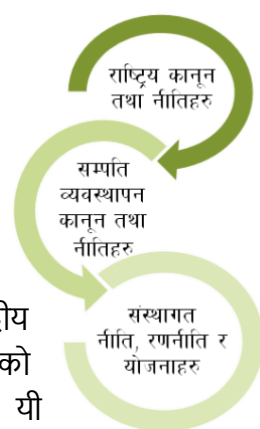 राष्ट्रिय कानून
तथा नीतिहरु
सम्पति
व्यवस्थापन
कानून तथा
नीतिहरु
संस्थागत
नीति, रणनीति र
योजनाहरु
को
यी